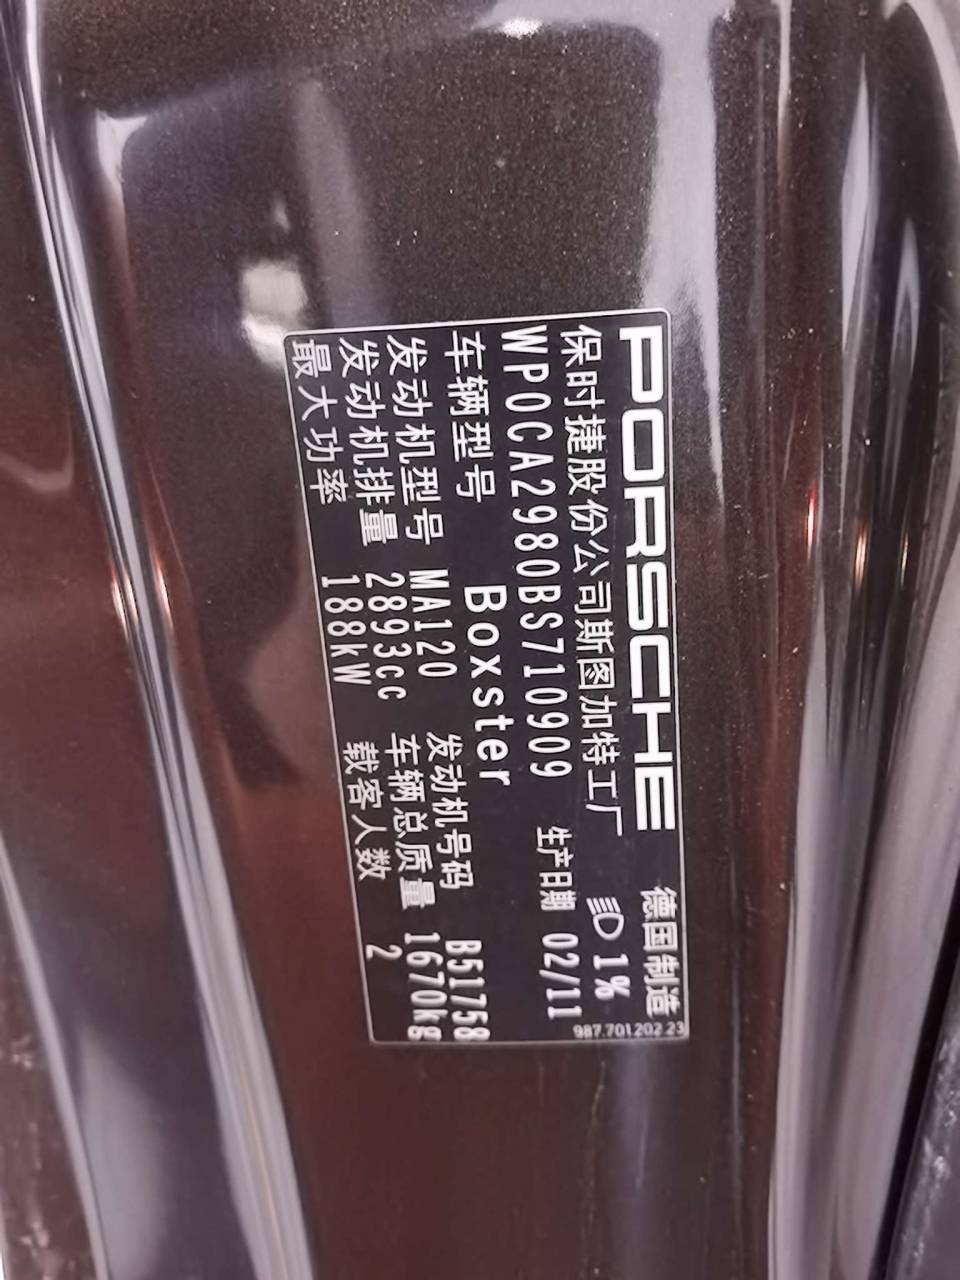 PORSCHE 德国制造
保时捷股份公司斯图加特工厂 1%
WP0CA2980BS710909 生产日期 02/11
车辆型号 Boxster
发动机型号 MA120 发动机号码 B51758
发动机排量 2893cc 车辆总质量 1670kg
最大功率 188kW 载客人数 2
987.701.202.23